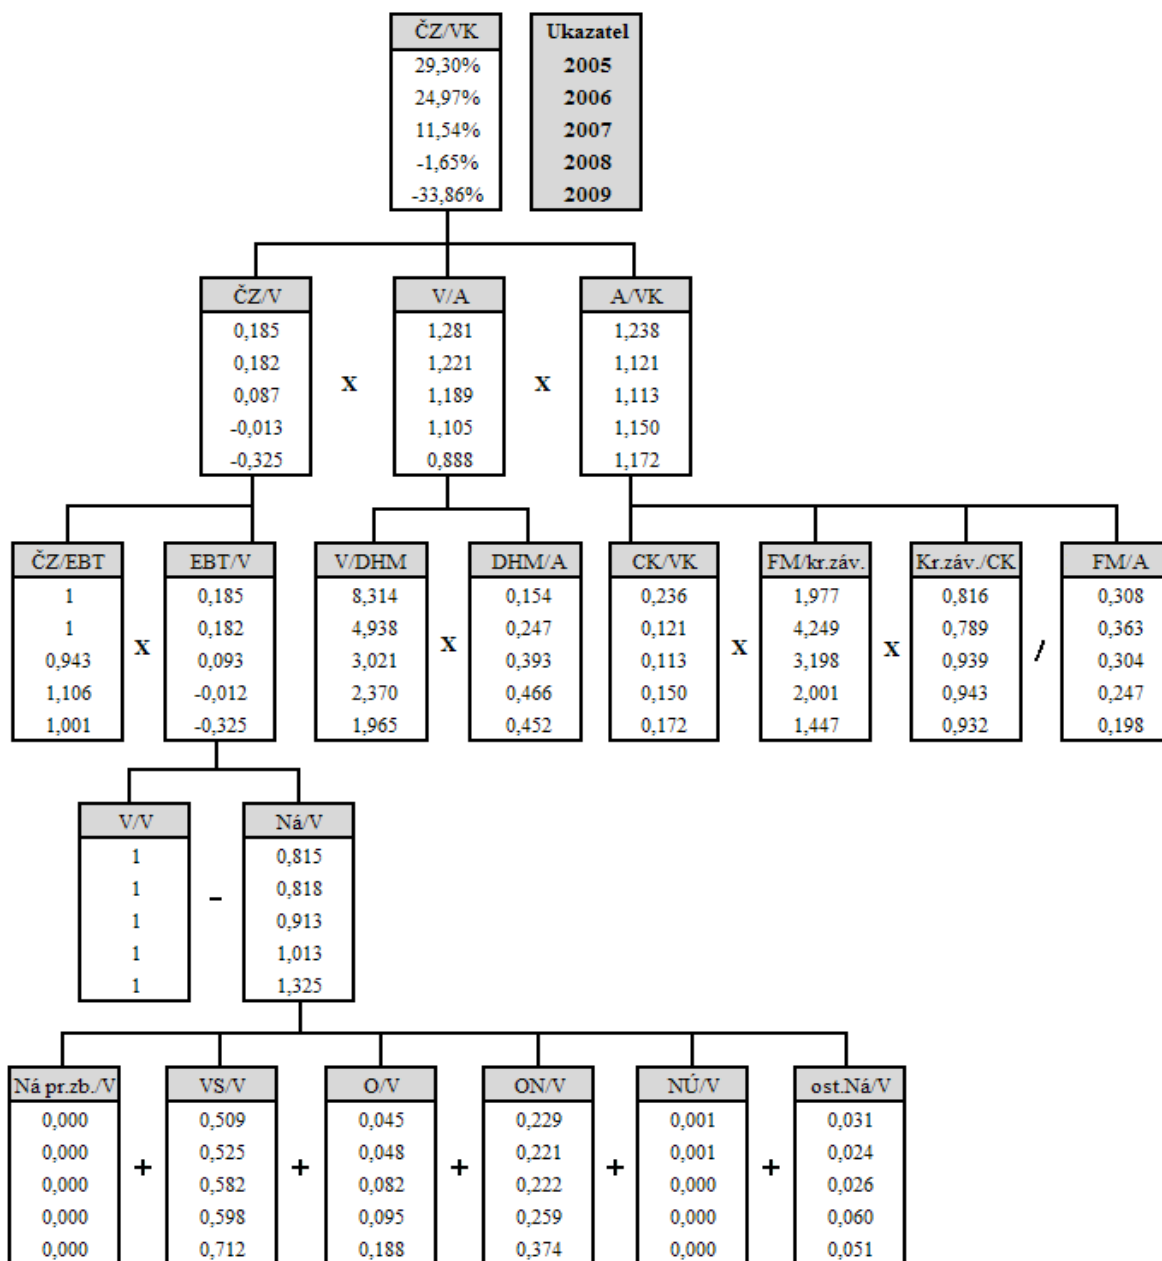 ČZ/VK Ukazatel
29,30% 2005
24,97% 2006
11,54% 2007
-1,65% 2008
-33,86% 2009
ČZ/V V/A A/VK
0,185 1,281 1,238
0,182 1,221 1,121
0,087 x 1,189 x 1,113
-0,013 1,105 1,150
-0,325 0,888 1,172
ČZ/EBT EBT/V V/DHM DHM/A CK/VK FM/kr.záv. Kr.záv./CK FM/A
1 0,185 8,314 0,154 0,236 1,977 0,816 0,308
1 0,182 4,938 0,247 0,121 4,249 0,789 0,363
0,943 x 0,093 3,021 x 0,393 0,113 x 3,198 x 0,939 / 0,304
1,106 -0,012 2,370 0,466 0,150 2,001 0,943 0,247
1,001 -0,325 1,965 0,452 0,172 1,447 0,932 0,198
V/V Ná/V
1 0,815
1 0,818
1 - 0,913
1 1,013
1 1,325
Ná pr.zb./V VS/V O/V ON/V NÚ/V ost.Ná/V
0,000 0,509 0,045 0,229 0,001 0,031
0,000 0,525 0,048 0,221 0,001 0,024
0,000 + 0,582 + 0,082 + 0,222 + 0,000 + 0,026
0,000 0,598 0,095 0,259 0,000 0,060
0,000 0,712 0,188 0,374 0,000 0,051